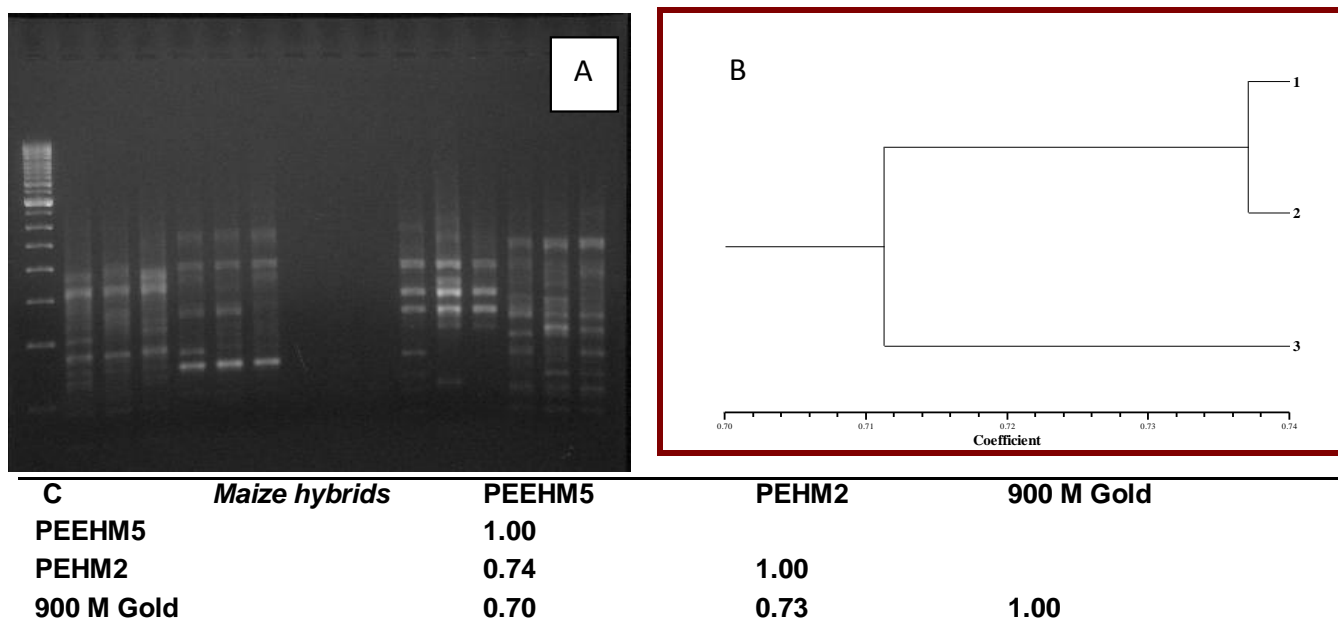 A
B
1
2
3
0.70 0.71 0.72 0.73 0.74
Coefficient
C Maize hybrids PEEHM5 PEHM2 900 M Gold
PEEHM5 1.00
PEHM2 0.74 1.00
900 M Gold 0.70 0.73 1.00